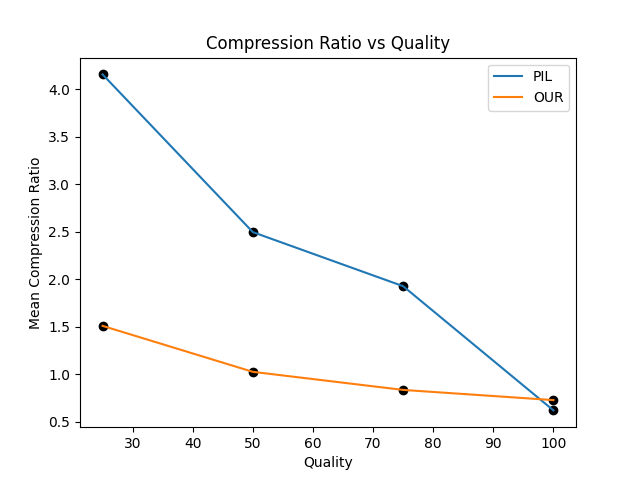 Compression Ratio vs Quality
PIL
OUR
Mean Compression Ratio
4.0
3.5
3.0
2.5
2.0
1.5
1.0
0.5
30 40 50 60 70 80 90 100
Quality